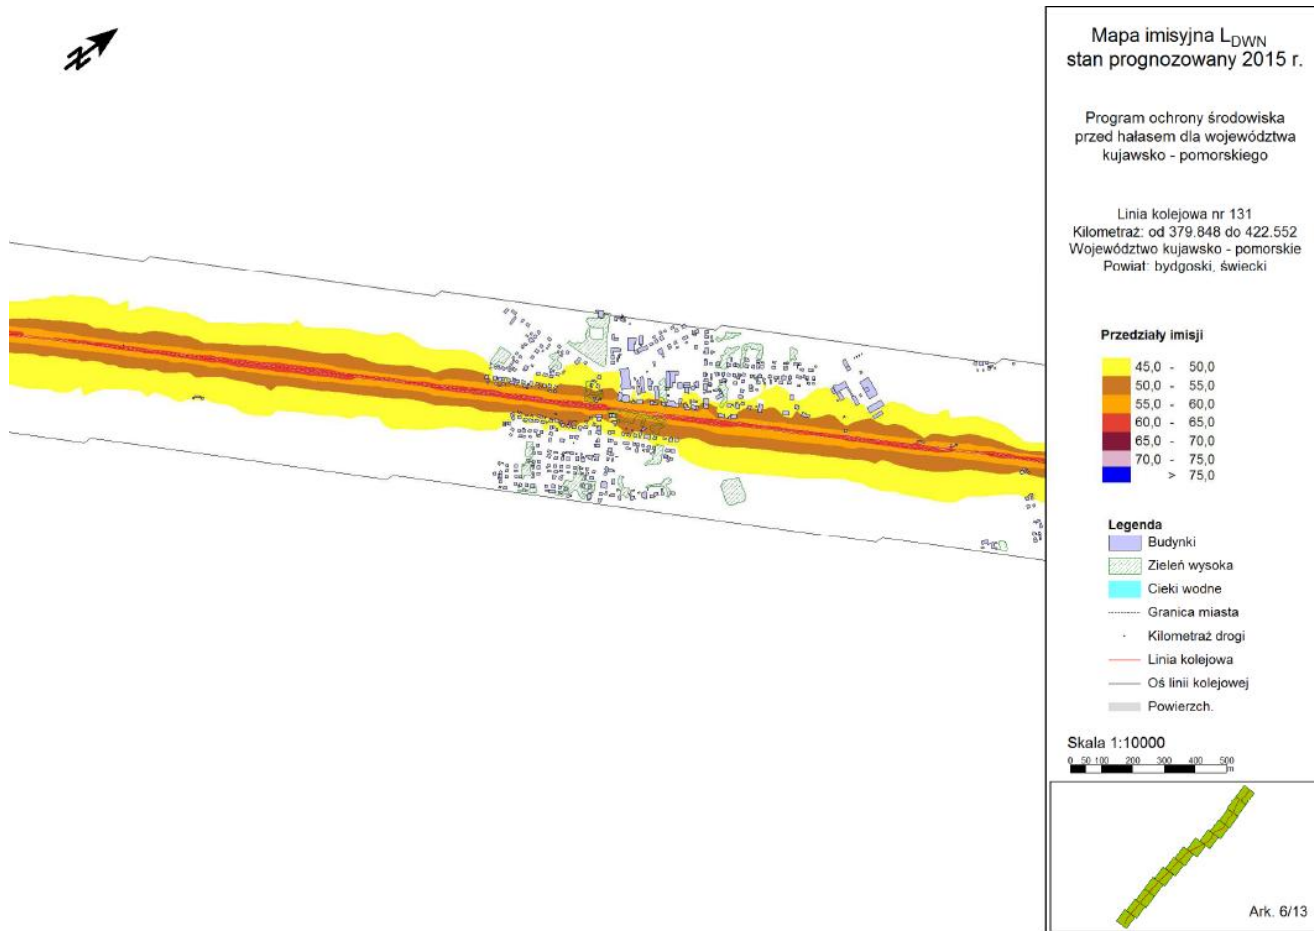 N
Mapa imisyjna LDWN
stan prognozowany 2015 r.
Program ochrony środowiska
przed hałasem dla województwa
kujawsko - pomorskiego
Linia kolejowa nr 131
Kilometraż: od 379.848 do 422.552
Województwo kujawsko - pomorskie
Powiat: bydgoski, świecki
Przedziały imisji
45,0 - 50,0
50,0 - 55,0
55,0 - 60,0
60,0 - 65,0
65,0 - 70,0
70,0 - 75,0
> 75,0
Legenda
Budynki
Zieleń wysoka
Cieki wodne
Granica miasta
Kilometraż drogi
Linia kolejowa
Oś linii kolejowej
Powierzch.
Skala 1:10000
0 50 100 200 300 400 500
m
Ark. 6/13